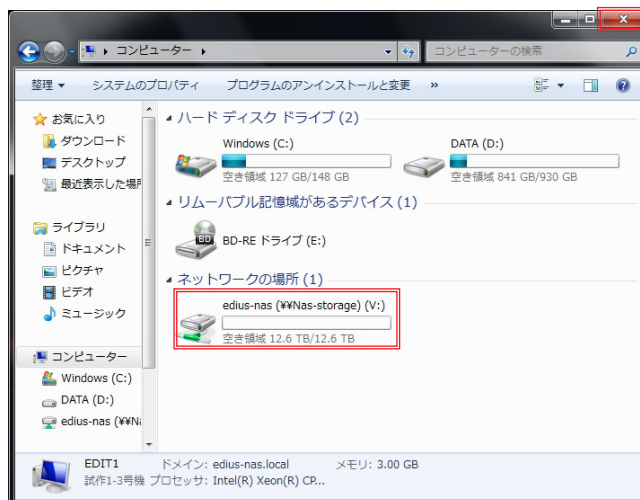 コンピューター
コンピューターの検索
整理
システムのプロパティ
プログラムのアンインストールと変更
»
お気に入り
ダウンロード
デスクトップ
最近表示した場所
ライブラリ
ドキュメント
ピクチャ
ビデオ
ミュージック
コンピューター
Windows (C:)
DATA (D:)
edius-nas (¥¥Na
ハード ディスク ドライブ (2)
Windows (C:)
空き領域 127 GB/148 GB
DATA (D:)
空き領域 841 GB/930 GB
リムーバブル記憶域があるデバイス (1)
BD
BD-RE ドライブ (E:)
ネットワークの場所 (1)
edius-nas (¥¥Nas-storage) (V:)
空き領域 12.6 TB/12.6 TB
EDIT1 ドメイン: edius-nas.local メモリ: 3.00 GB
試作1-3号機 プロセッサ: Intel(R) Xeon(R) CP...